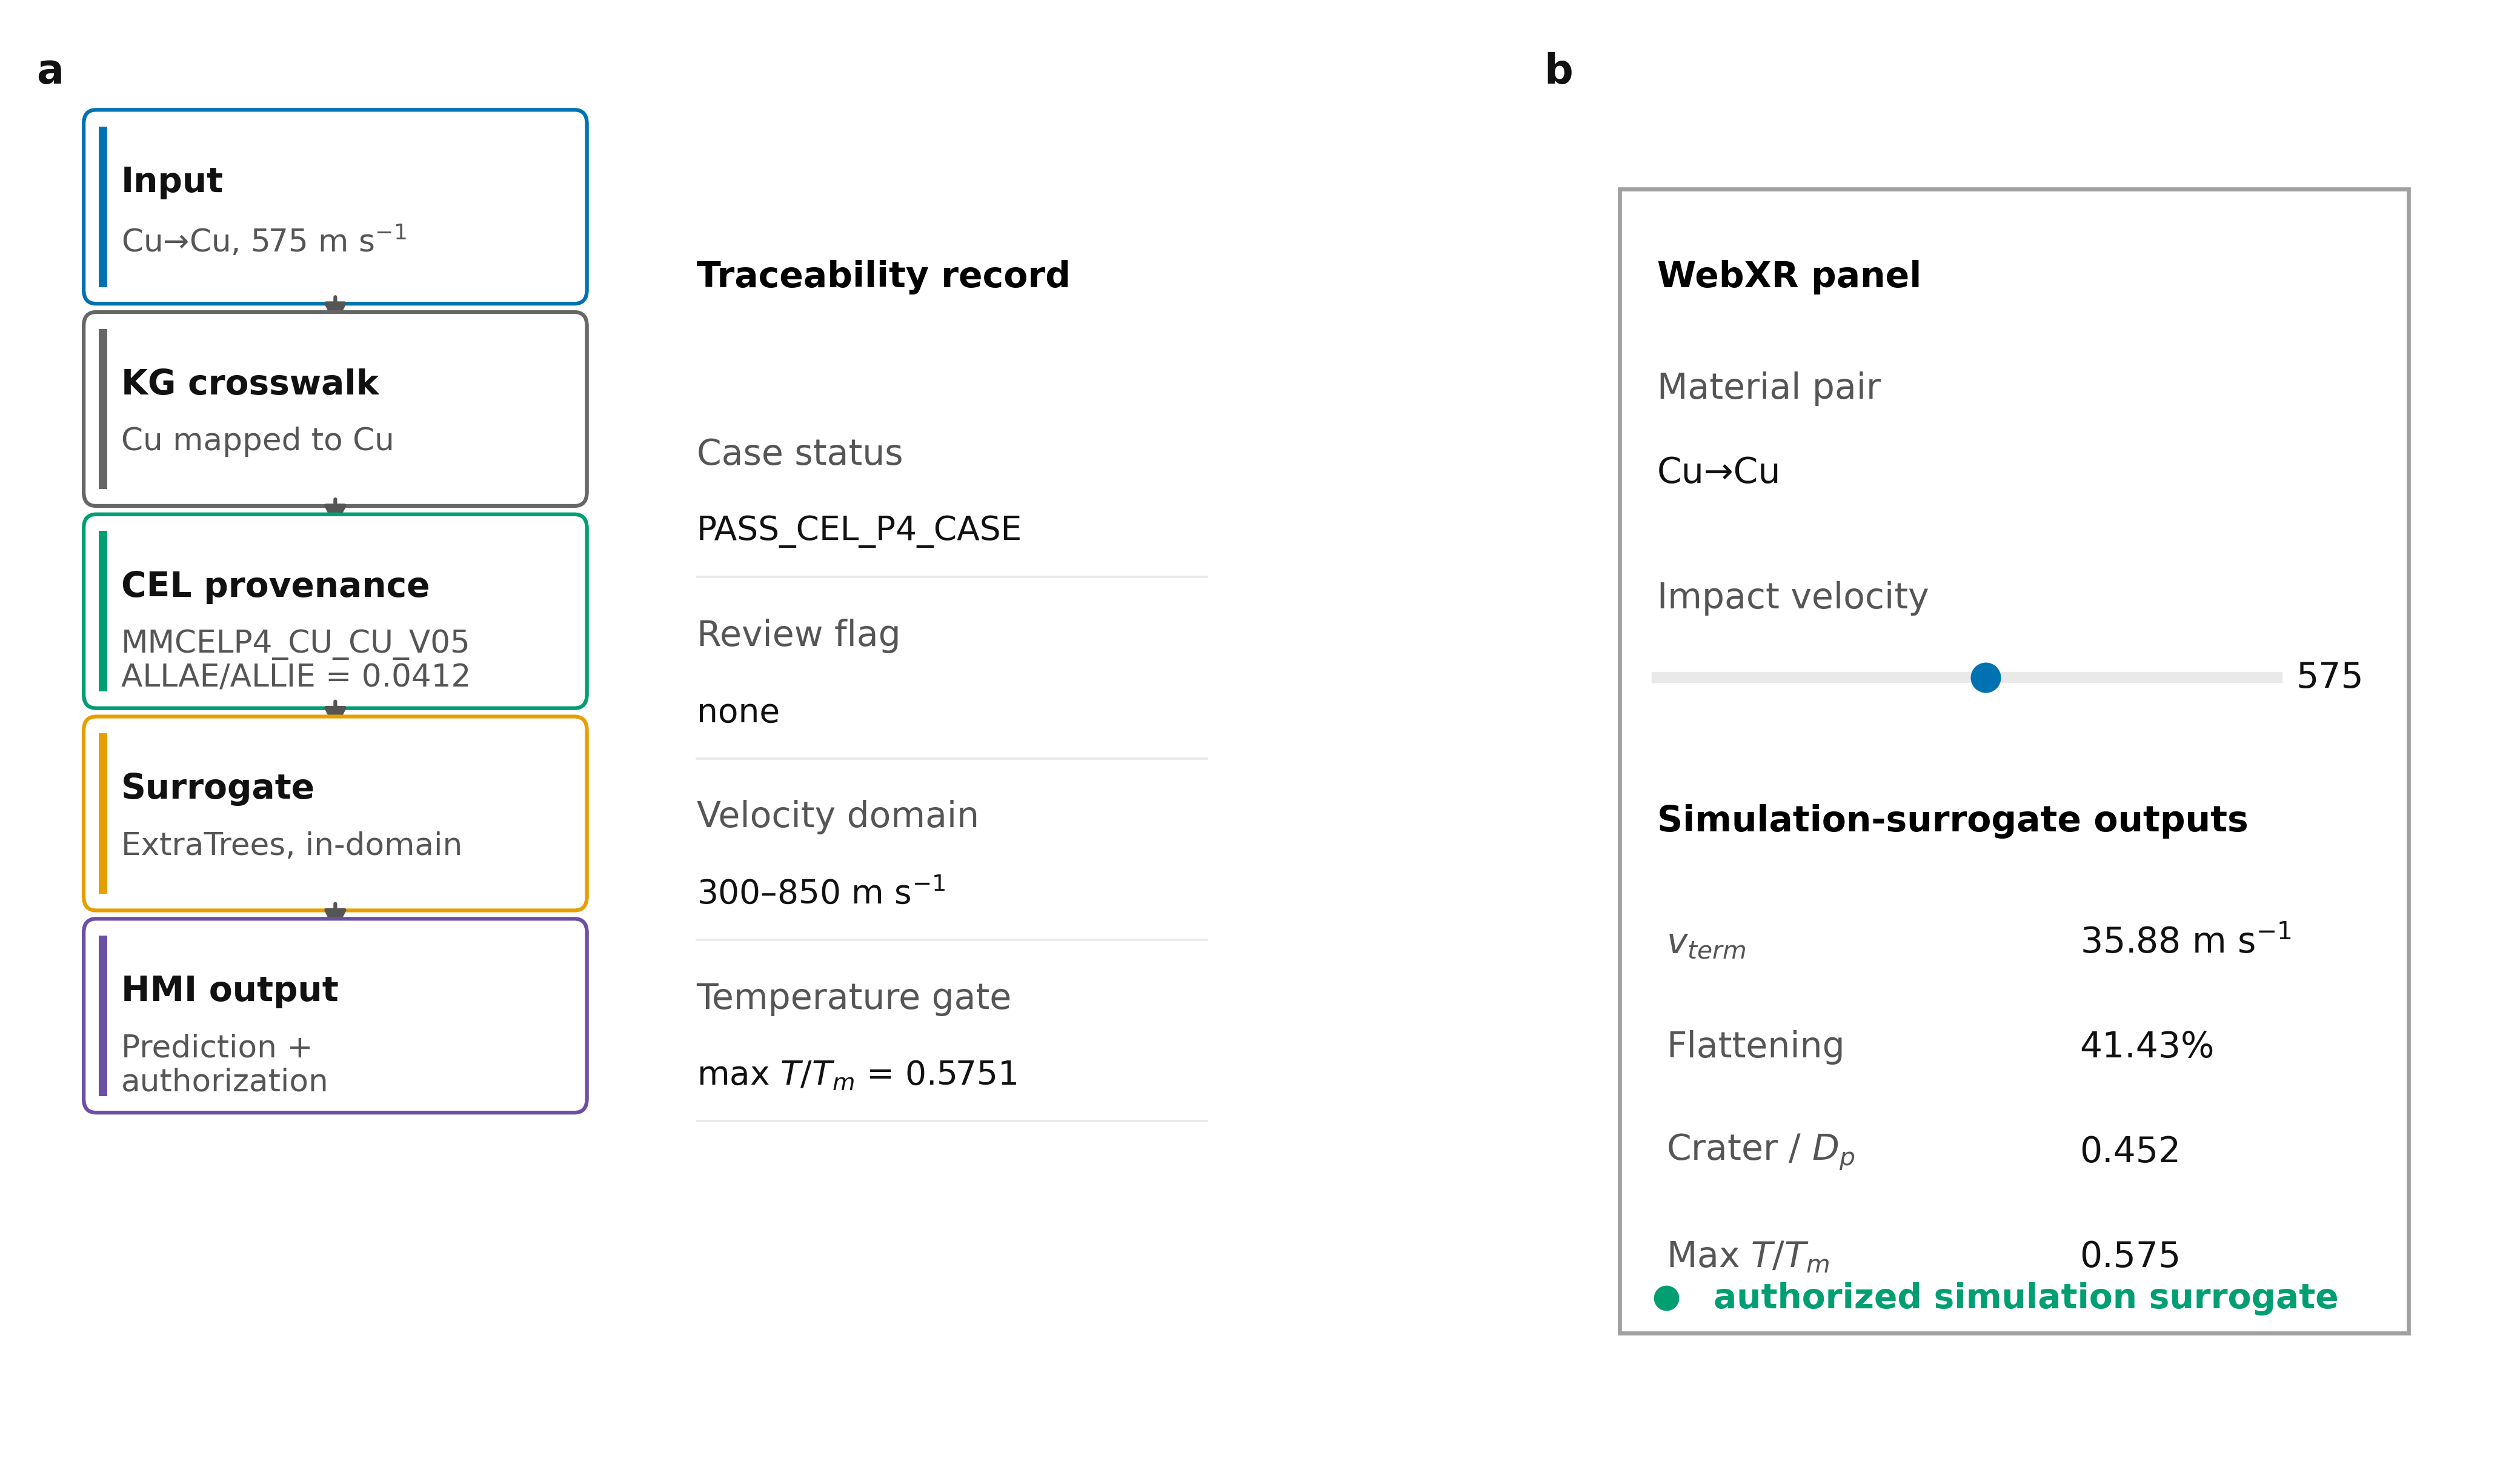 a
Input
Cu→Cu, 575 m s⁻¹
KG crosswalk
Cu mapped to Cu
CEL provenance
MMCELP4_CU_CU_V05
ALLAE/ALLIE = 0.0412
Surrogate
ExtraTrees, in-domain
HMI output
Prediction +
authorization
Traceability record
Case status
PASS_CEL_P4_CASE
Review flag
none
Velocity domain
300–850 m s⁻¹
Temperature gate
max T/Tₘ = 0.5751
b
WebXR panel
Material pair
Cu→Cu
Impact velocity
575
Simulation-surrogate outputs
v_term 35.88 m s⁻¹
Flattening 41.43%
Crater / Dₚ 0.452
Max T/Tₘ 0.575
authorized simulation surrogate